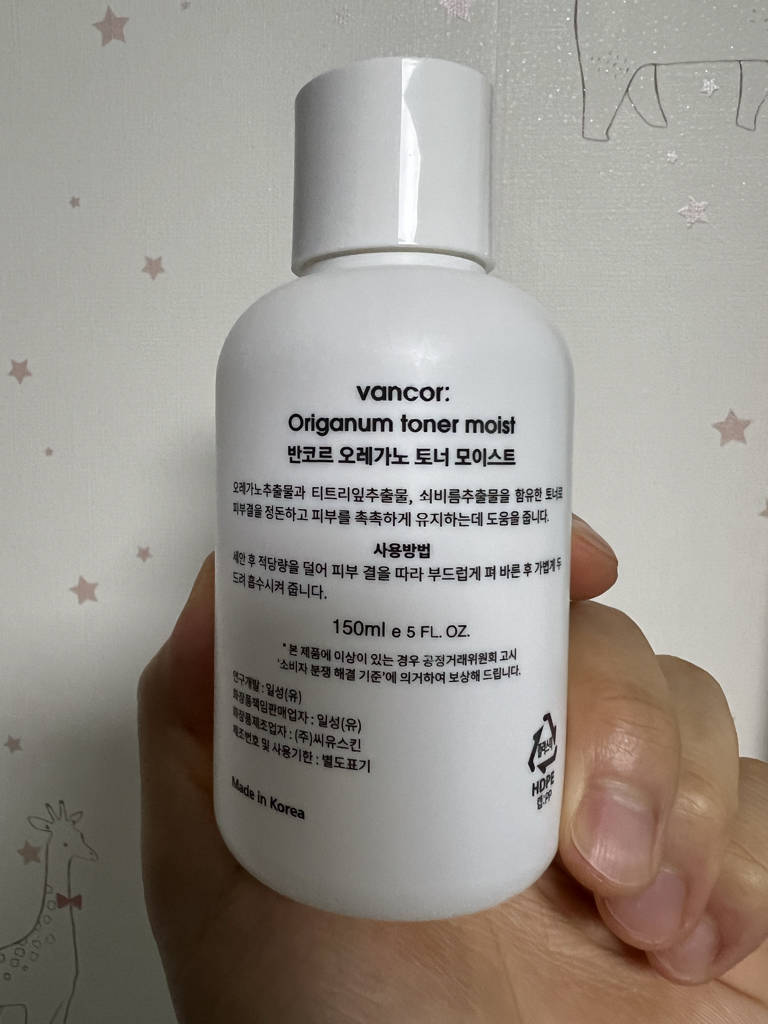 vancor:
Origanum toner moist
반코르 오레가노 토너 모이스트
오레가노추출물과 티트리잎추출물, 쇠비름추출물을 함유한 토너로
피부결을 정돈하고 피부를 촉촉하게 유지하는데 도움을 줍니다.
사용방법
세안 후 적당량을 덜어 피부 결을 따라 부드럽게 펴 바른 후 가볍게 두
드려 흡수시켜 줍니다.
150ml e 5 FL. OZ.
* 본 제품에 이상이 있는 경우 공정거래위원회 고시
'소비자 분쟁 해결 기준'에 의거하여 보상해 드립니다.
연구개발 : 일성(유)
화장품책임판매업자 : 일성(유)
화장품제조업자 : (주)씨유스킨
제조번호 및 사용기한 : 별도표기
플라스틱
HDPE
캡:PP
Made in Korea